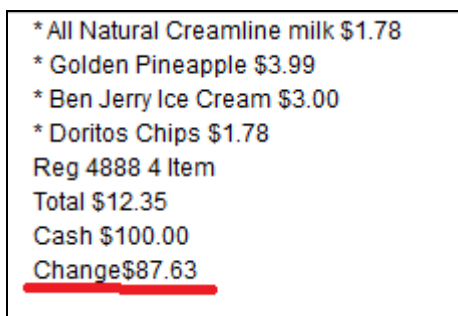 * All Natural Creamline milk $1.78
* Golden Pineapple $3.99
* Ben Jerry Ice Cream $3.00
* Doritos Chips $1.78
Reg 4888 4 Item
Total $12.35
Cash $100.00
Change$87.63